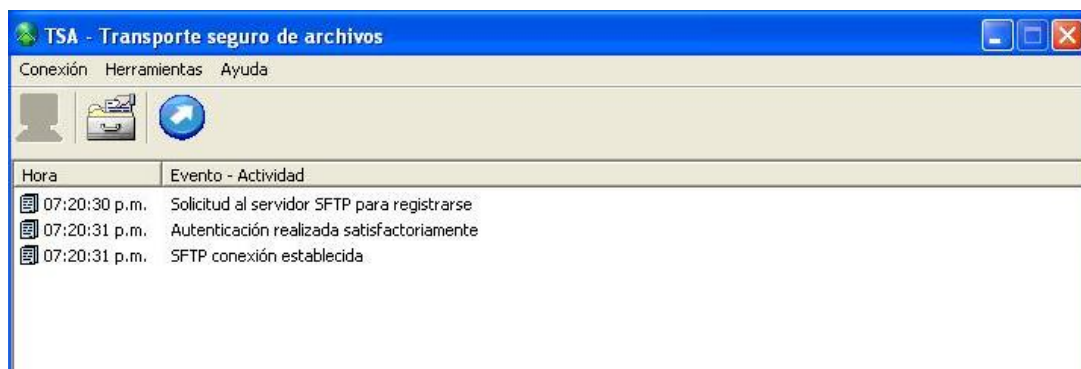 TSA - Transporte seguro de archivos
Conexión Herramientas Ayuda
Hora Evento - Actividad
07:20:30 p.m. Solicitud al servidor SFTP para registrarse
07:20:31 p.m. Autenticación realizada satisfactoriamente
07:20:31 p.m. SFTP conexión establecida